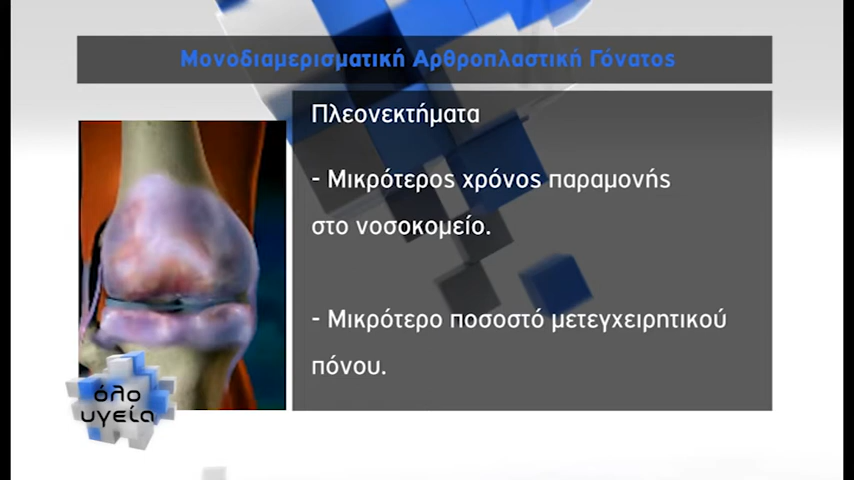 Μονοδιαμερισματική Αρθροπλαστική Γόνατος
Πλεονεκτήματα
- Μικρότερος χρόνος παραμονής
στο νοσοκομείο.
- Μικρότερο ποσοστό μετεγχειρητικού
πόνου.
όλο
υγεία